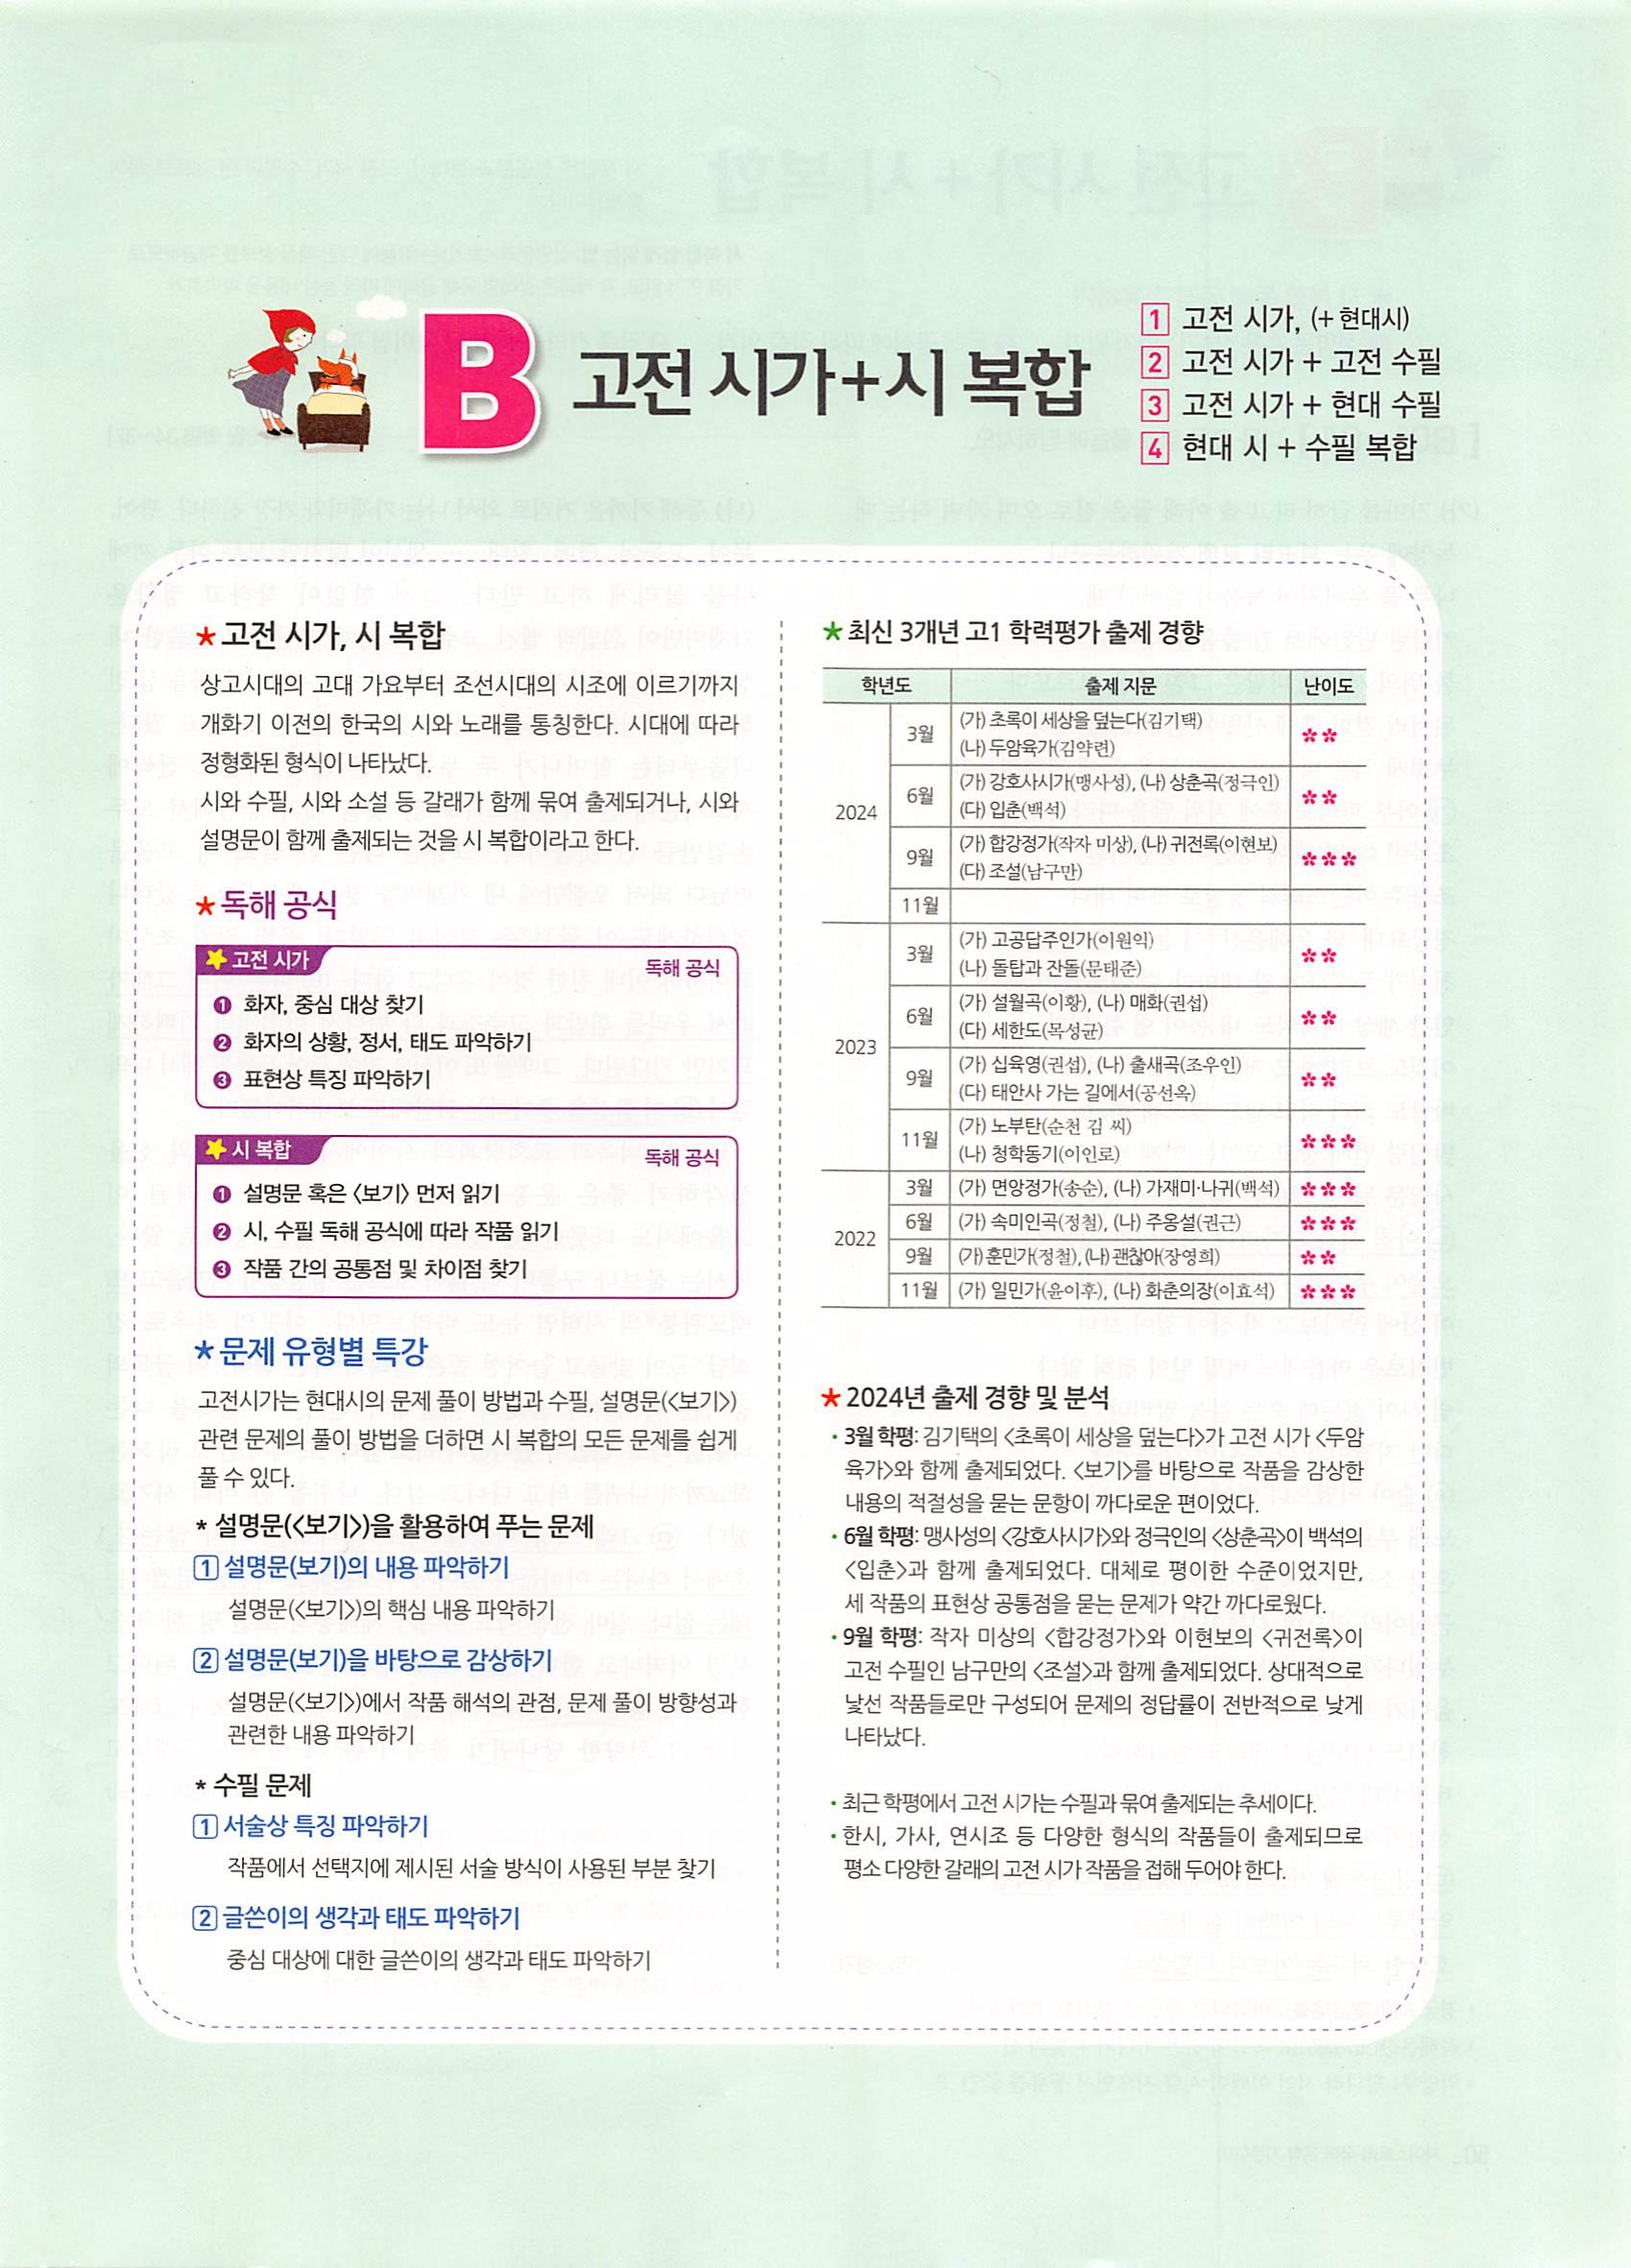 B 고전 시가+시 복합
1 고전 시가, (+ 현대시)
2 고전 시가 + 고전 수필
3 고전 시가 + 현대 수필
4 현대 시 + 수필 복합
* 고전 시가, 시 복합
상고시대의 고대 가요부터 조선시대의 시조에 이르기까지
개화기 이전의 한국의 시와 노래를 통칭한다. 시대에 따라
정형화된 형식이 나타났다.
시와 수필, 시와 소설 등 갈래가 함께 묶여 출제되거나, 시와
설명문이 함께 출제되는 것을 시 복합이라고 한다.
* 독해 공식
고전 시가 독해 공식
❶ 화자, 중심 대상 찾기
❷ 화자의 상황, 정서, 태도 파악하기
❸ 표현상 특징 파악하기
시 복합 독해 공식
❶ 설명문 혹은 <보기> 먼저 읽기
❷ 시, 수필 독해 공식에 따라 작품 읽기
❸ 작품 간의 공통점 및 차이점 찾기
* 문제 유형별 특강
고전시가는 현대시의 문제 풀이 방법과 수필, 설명문(<보기>)
관련 문제의 풀이 방법을 더하면 시 복합의 모든 문제를 쉽게
풀 수 있다.
* 설명문(<보기>)을 활용하여 푸는 문제
1 설명문(보기)의 내용 파악하기
설명문(<보기>)의 핵심 내용 파악하기
2 설명문(보기)을 바탕으로 감상하기
설명문(<보기>)에서 작품 해석의 관점, 문제 풀이 방향성과
관련한 내용 파악하기
* 수필 문제
1 서술상 특징 파악하기
작품에서 선택지에 제시된 서술 방식이 사용된 부분 찾기
2 글쓴이의 생각과 태도 파악하기
중심 대상에 대한 글쓴이의 생각과 태도 파악하기
* 최신 3개년 고1 학력평가 출제 경향
학년도 출제 지문 난이도
2024
3월 (가) 초록이 세상을 덮는다(김기택) **
(나) 두암육가(김약련)
6월 (가) 강호사시가(맹사성), (나) 상춘곡(정극인) **
(다) 입춘(백석)
9월 (가) 합강정가(작자 미상), (나) 귀전록(이현보) ***
(다) 조설(남구만)
11월
2023
3월 (가) 고공답주인가(이원익) **
(나) 돌탑과 잔돌(문태준)
6월 (가) 설월곡(이황), (나) 매화(권섭) **
(다) 세한도(목성균)
9월 (가) 십육영(권섭), (나) 출새곡(조우인) **
(다) 태안사 가는 길에서(공선옥)
11월 (가) 노부탄(순천 김 씨) ***
(나) 청학동기(이인로)
2022
3월 (가) 면앙정가(송순), (나) 가재미·나귀(백석) ***
6월 (가) 속미인곡(정철), (나) 주옹설(권근) ***
9월 (가) 훈민가(정철), (나) 괜찮아(장영희) **
11월 (가) 일민가(윤이후), (나) 화춘의장(이효석) ***
* 2024년 출제 경향 및 분석
• 3월 학평: 김기택의 <초록이 세상을 덮는다>가 고전 시가 <두암
육가>와 함께 출제되었다. <보기>를 바탕으로 작품을 감상한
내용의 적절성을 묻는 문항이 까다로운 편이었다.
• 6월 학평: 맹사성의 <강호사시가>와 정극인의 <상춘곡>이 백석의
<입춘>과 함께 출제되었다. 대체로 평이한 수준이었지만,
세 작품의 표현상 공통점을 묻는 문제가 약간 까다로웠다.
• 9월 학평: 작자 미상의 <합강정가>와 이현보의 <귀전록>이
고전 수필인 남구만의 <조설>과 함께 출제되었다. 상대적으로
낯선 작품들로만 구성되어 문제의 정답률이 전반적으로 낮게
나타났다.
• 최근 학평에서 고전 시가는 수필과 묶여 출제되는 추세이다.
• 한시, 가사, 연시조 등 다양한 형식의 작품들이 출제되므로
평소 다양한 갈래의 고전 시가 작품을 접해 두어야 한다.